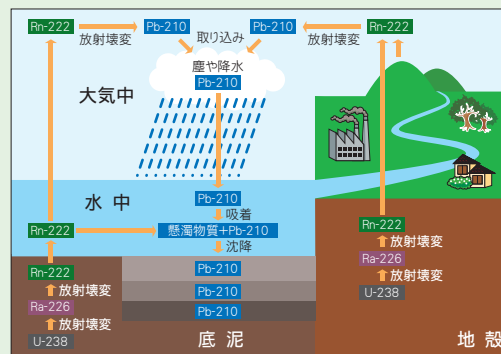 Rn-222
放射壊変
Pb-210
取り込み
Pb-210
放射壊変
Rn-222
塵や降水
Pb-210
大気中
Pb-210
吸着
水中
Rn-222
懸濁物質+Pb-210
沈降
Rn-222
放射壊変
Ra-226
放射壊変
U-238
Pb-210
Pb-210
Pb-210
底泥
Rn-222
放射壊変
Ra-226
放射壊変
U-238
地殻